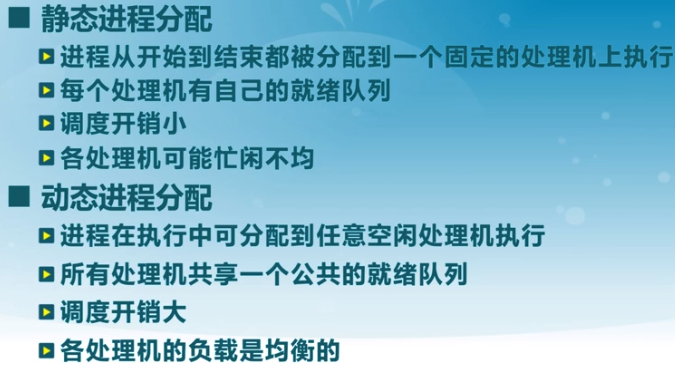 静态进程分配
进程从开始到结束都被分配到一个固定的处理机上执行
每个处理机有自己的就绪队列
调度开销小
各处理机可能忙闲不均
动态进程分配
进程在执行中可分配到任意空闲处理机执行
所有处理机共享一个公共的就绪队列
调度开销大
各处理机的负载是均衡的